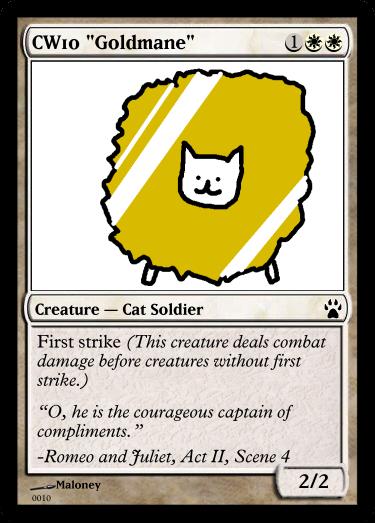 CW10 "Goldmane" 1
Creature — Cat Soldier
First strike (This creature deals combat
damage before creatures without first
strike.)
“O, he is the courageous captain of
compliments.”
-Romeo and Juliet, Act II, Scene 4
2/2
Maloney
0010